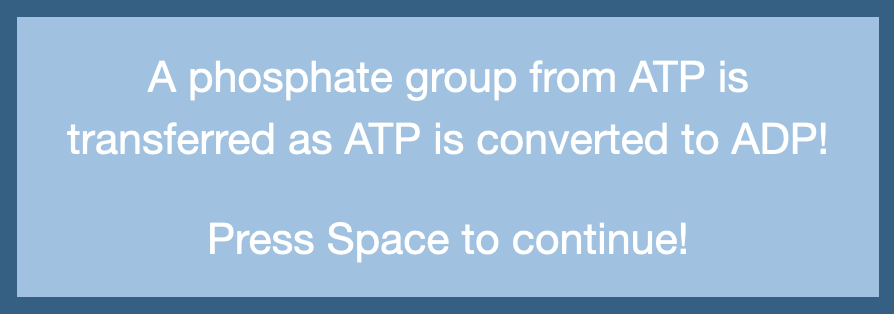 A phosphate group from ATP is
transferred as ATP is converted to ADP!
Press Space to continue!